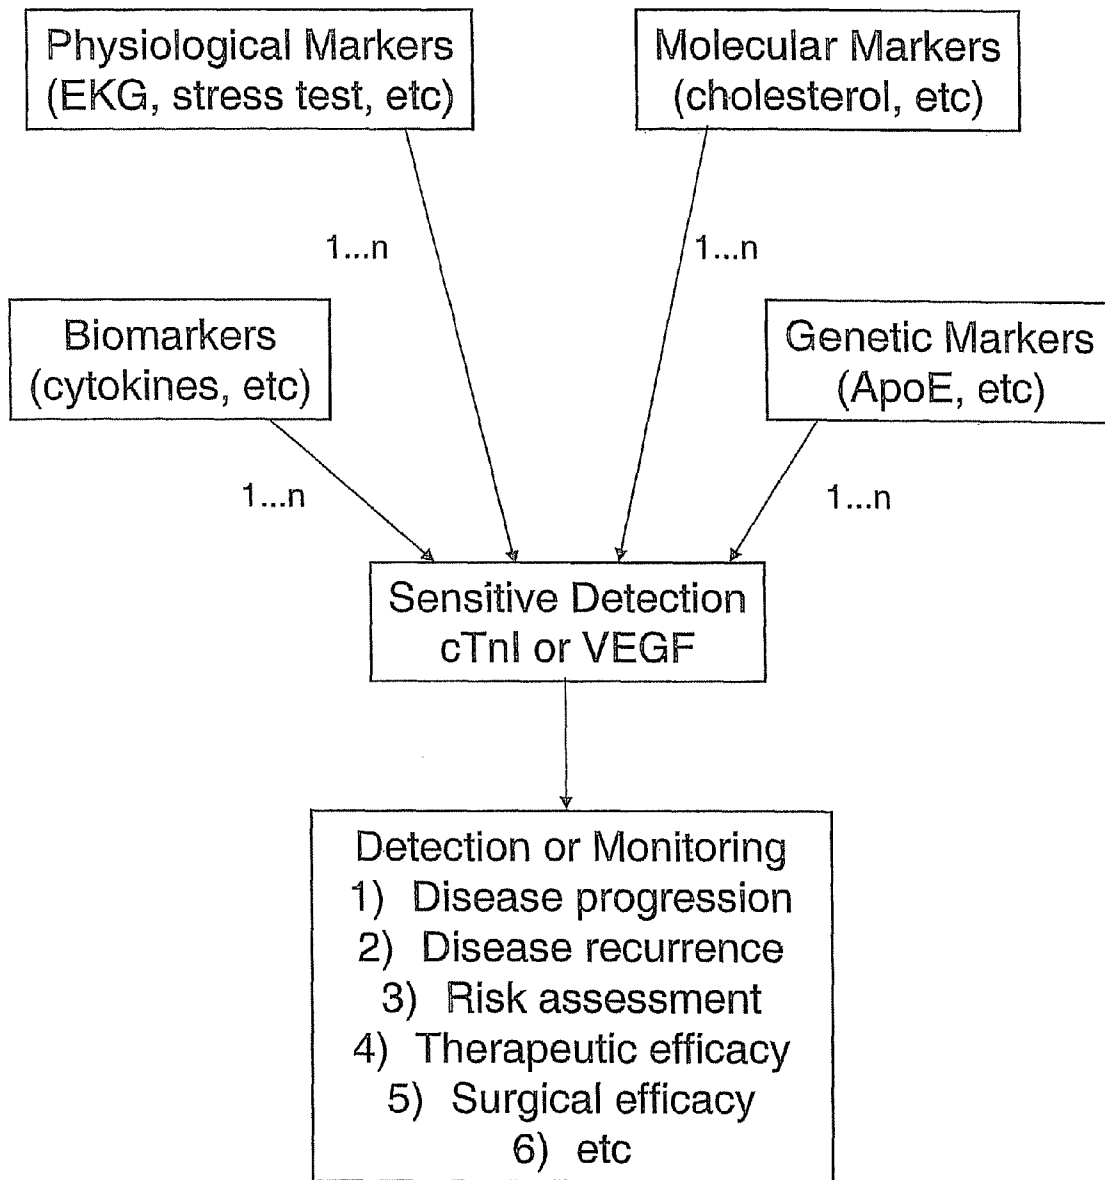 Physiological Markers
(EKG, stress test, etc)
Molecular Markers
(cholesterol, etc)
1...n
1...n
Biomarkers
(cytokines, etc)
Genetic Markers
(ApoE, etc)
1...n
1...n
Sensitive Detection
cTnI or VEGF
Detection or Monitoring
1) Disease progression
2) Disease recurrence
3) Risk assessment
4) Therapeutic efficacy
5) Surgical efficacy
6) etc